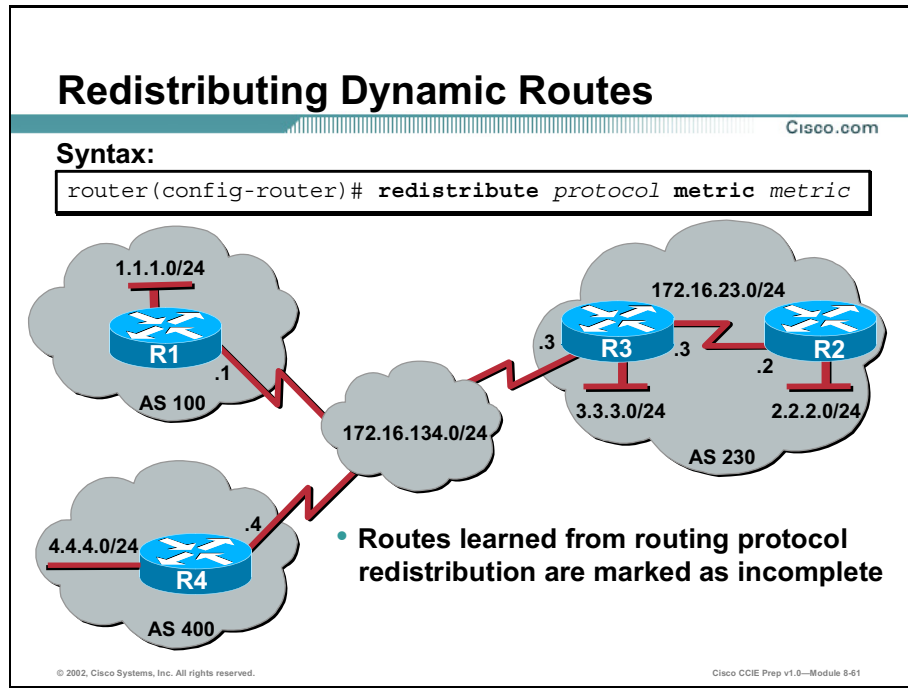 Redistributing Dynamic Routes
Cisco.com
Syntax:
router(config-router)# redistribute protocol metric metric
1.1.1.0/24
R1
.1
AS 100
172.16.134.0/24
172.16.23.0/24
.3
R3
.3
R2
.2
3.3.3.0/24
2.2.2.0/24
AS 230
4.4.4.0/24
.4
R4
AS 400
• Routes learned from routing protocol
redistribution are marked as incomplete
© 2002, Cisco Systems, Inc. All rights reserved.
Cisco CCIE Prep v1.0—Module 8-61